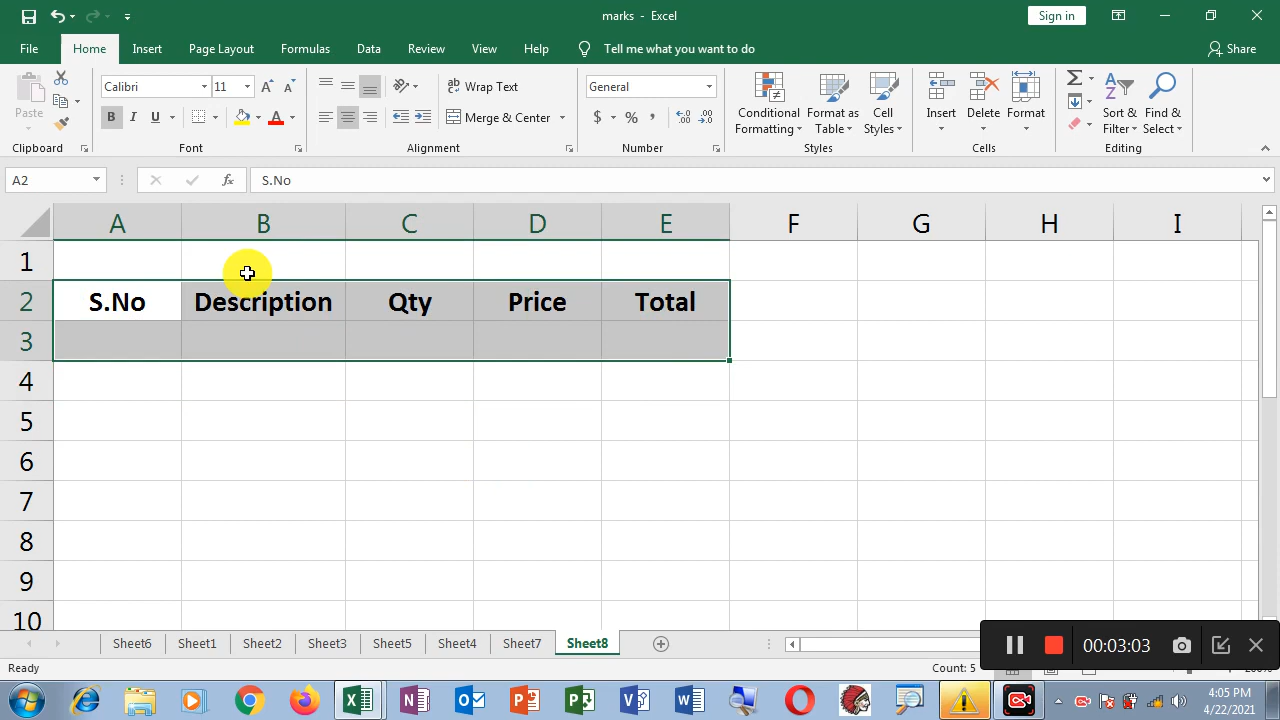 marks - Excel
Sign in
File Home Insert Page Layout Formulas Data Review View Help Tell me what you want to do Share
Paste
Calibri 11
B I U
Wrap Text
Merge & Center
General
$ % ,
Conditional Formatting
Format as Table
Cell Styles
Insert Delete Format
Sort & Filter
Find & Select
Clipboard Font Alignment Number Styles Cells Editing
A2 fx S.No
A B C D E F G H I
1
2 S.No Description Qty Price Total
3
4
5
6
7
8
9
10
Sheet6 Sheet1 Sheet2 Sheet3 Sheet5 Sheet4 Sheet7 Sheet8
00:03:03
Ready Count: 5
4:05 PM
4/22/2021